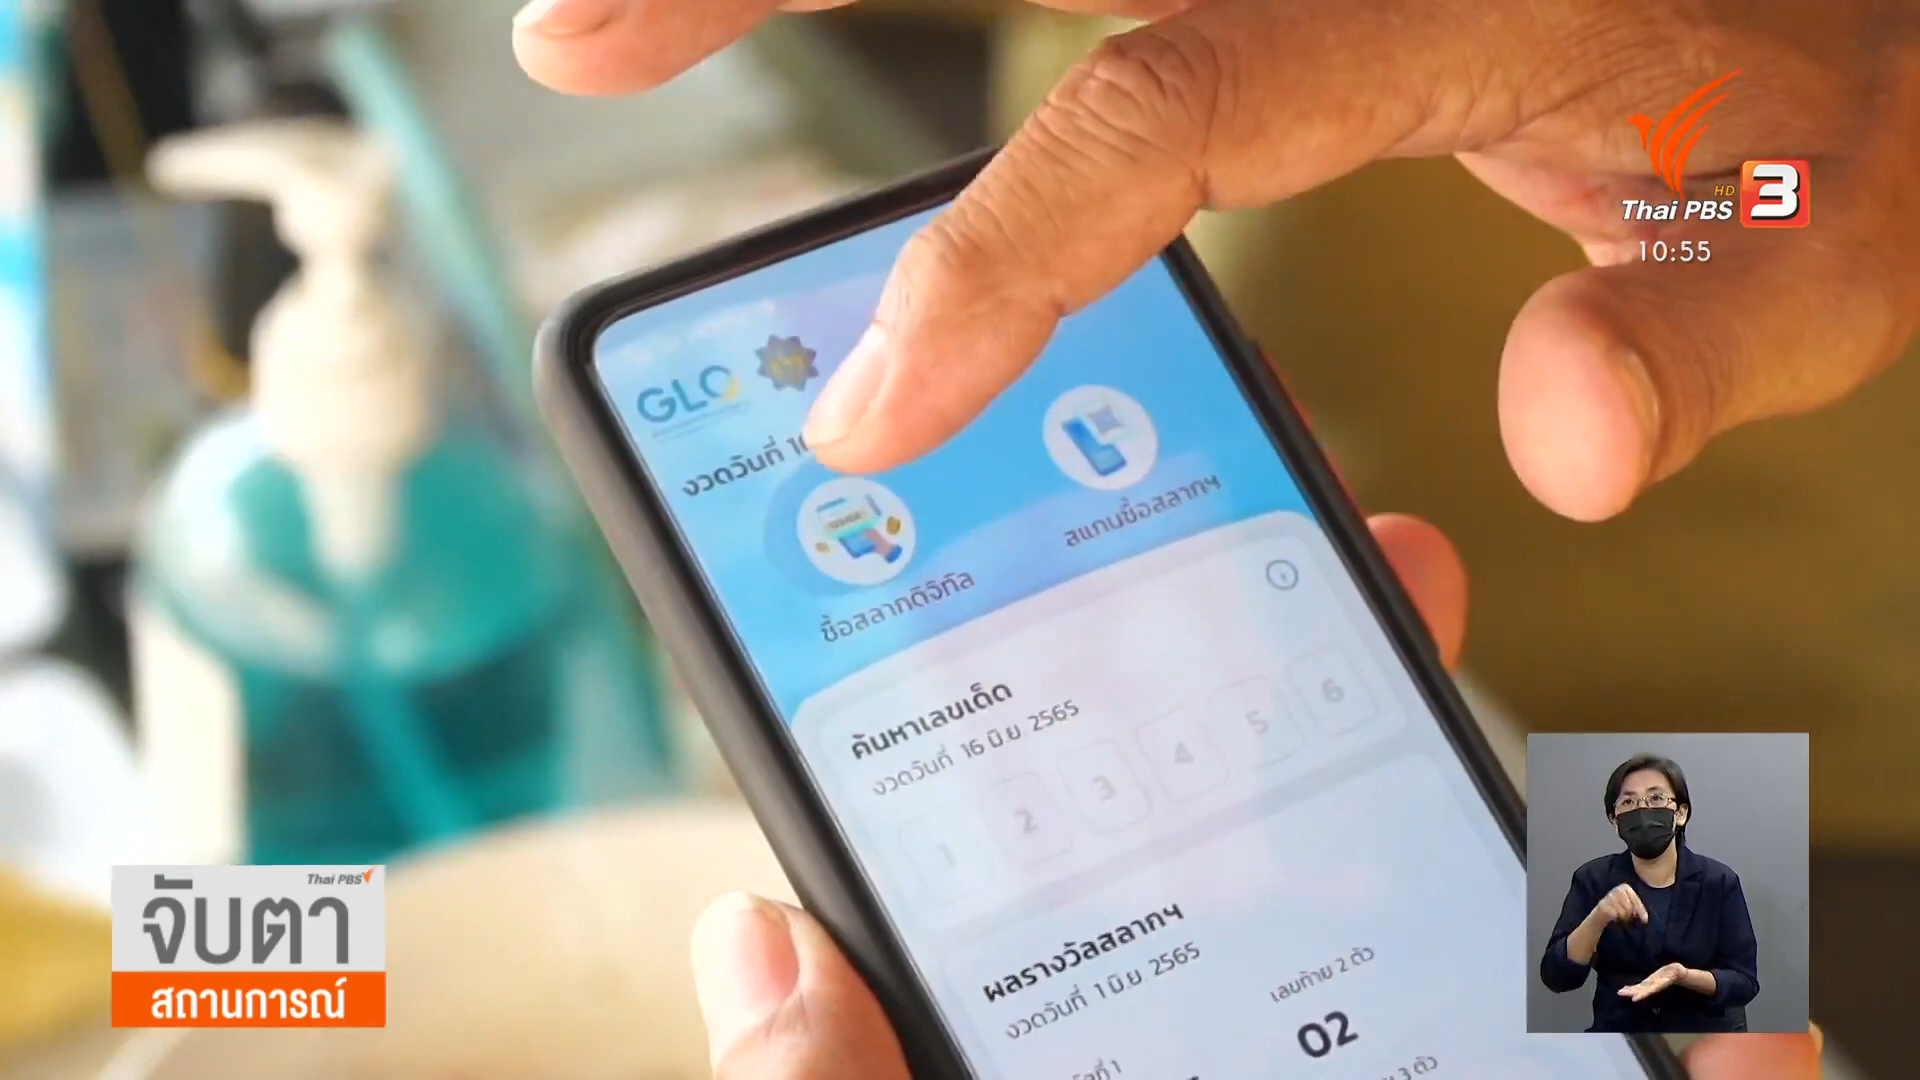 HD
Thai PBS 3
10:55
GLO
งวดวันที่ 16
ซื้อสลากดิจิทัล
สแกนซื้อสลากฯ
ค้นหาเลขเด็ด
งวดวันที่ 16 มิ.ย. 2565
1 2 3 4 5 6
ผลรางวัลสลากฯ
งวดวันที่ 1 มิ.ย. 2565
เลขท้าย 2 ตัว
02
3 ตัว
Thai PBS
จับตา
สถานการณ์